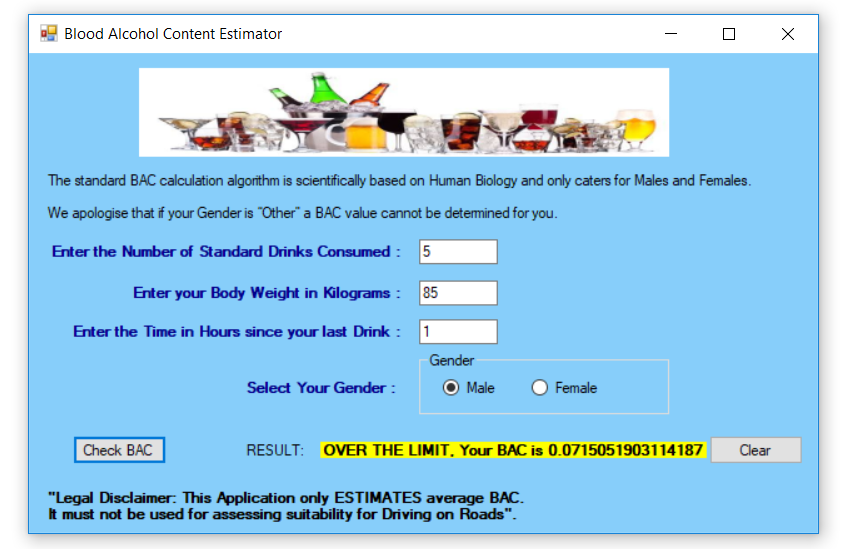 Blood Alcohol Content Estimator
The standard BAC calculation algorithm is scientifically based on Human Biology and only caters for Males and Females.
We apologise that if your Gender is "Other" a BAC value cannot be determined for you.
Enter the Number of Standard Drinks Consumed : 5
Enter your Body Weight in Kilograms : 85
Enter the Time in Hours since your last Drink : 1
Gender
Select Your Gender : Male Female
Check BAC RESULT: OVER THE LIMIT, Your BAC is 0.0715051903114187 Clear
"Legal Disclaimer: This Application only ESTIMATES average BAC.
It must not be used for assessing suitability for Driving on Roads".